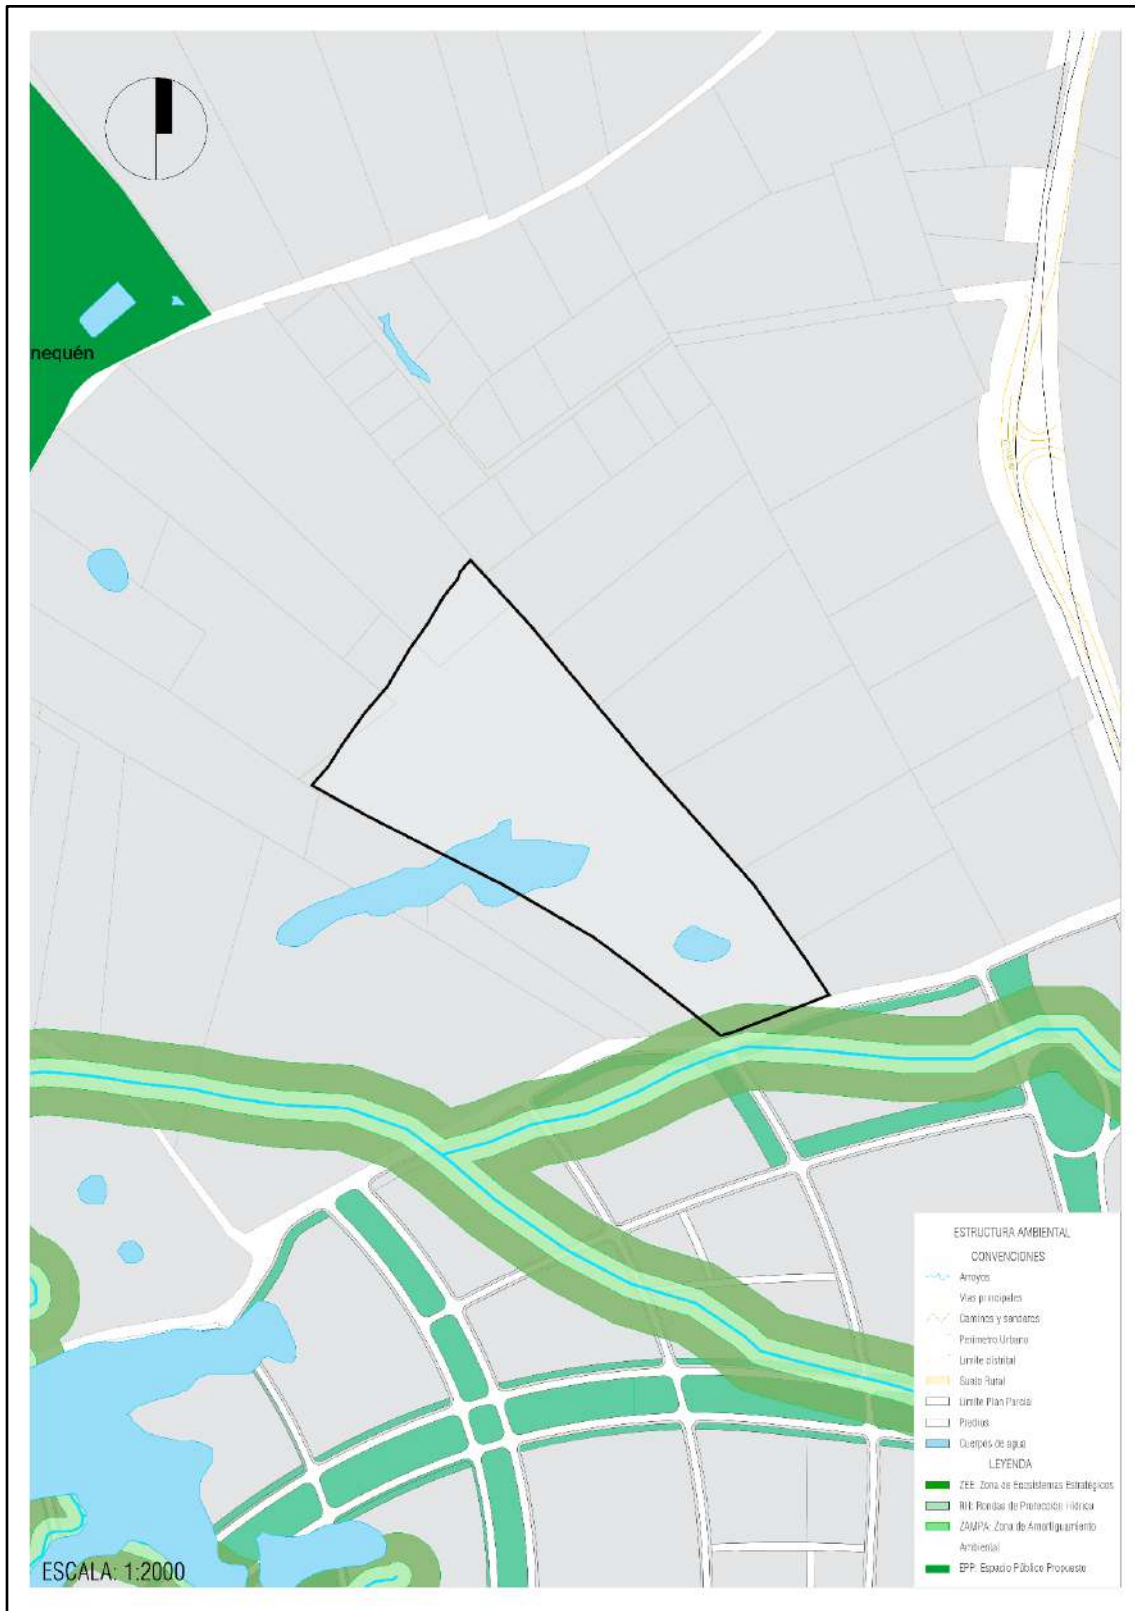 nequén
ESTRUCTURA AMBIENTAL
CONVENCIONES
Arroyos
Vias principales
Caminos y senderos
Perimetro Urbano
Limite distrital
Suelo Rural
Limite Plan Parcial
Predios
Cuerpos de agua
LEYENDA
ZEE: Zona de Ecosistemas Estratégicos
RH: Rondas de Protección Hídrica
ZAMPA: Zona de Amortiguamiento
Ambiental
EPP: Espacio Público Propuesto
ESCALA: 1:2000